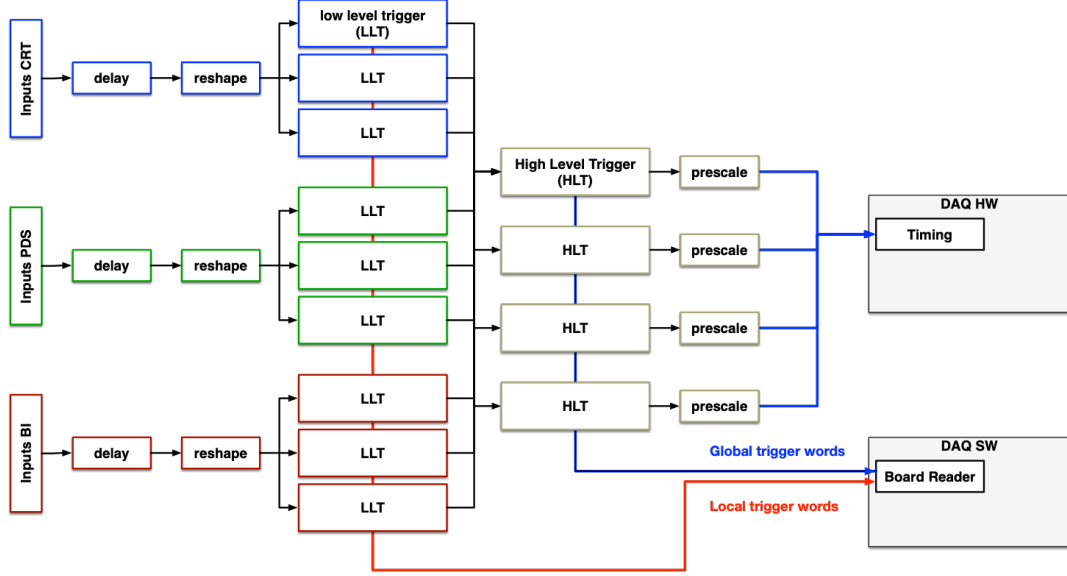 Inputs CRT
delay
reshape
low level trigger
(LLT)
LLT
LLT
Inputs PDS
delay
reshape
LLT
LLT
LLT
Inputs BI
delay
reshape
LLT
LLT
LLT
High Level Trigger
(HLT)
prescale
HLT
prescale
HLT
prescale
HLT
prescale
DAQ HW
Timing
Global trigger words
Local trigger words
DAQ SW
Board Reader